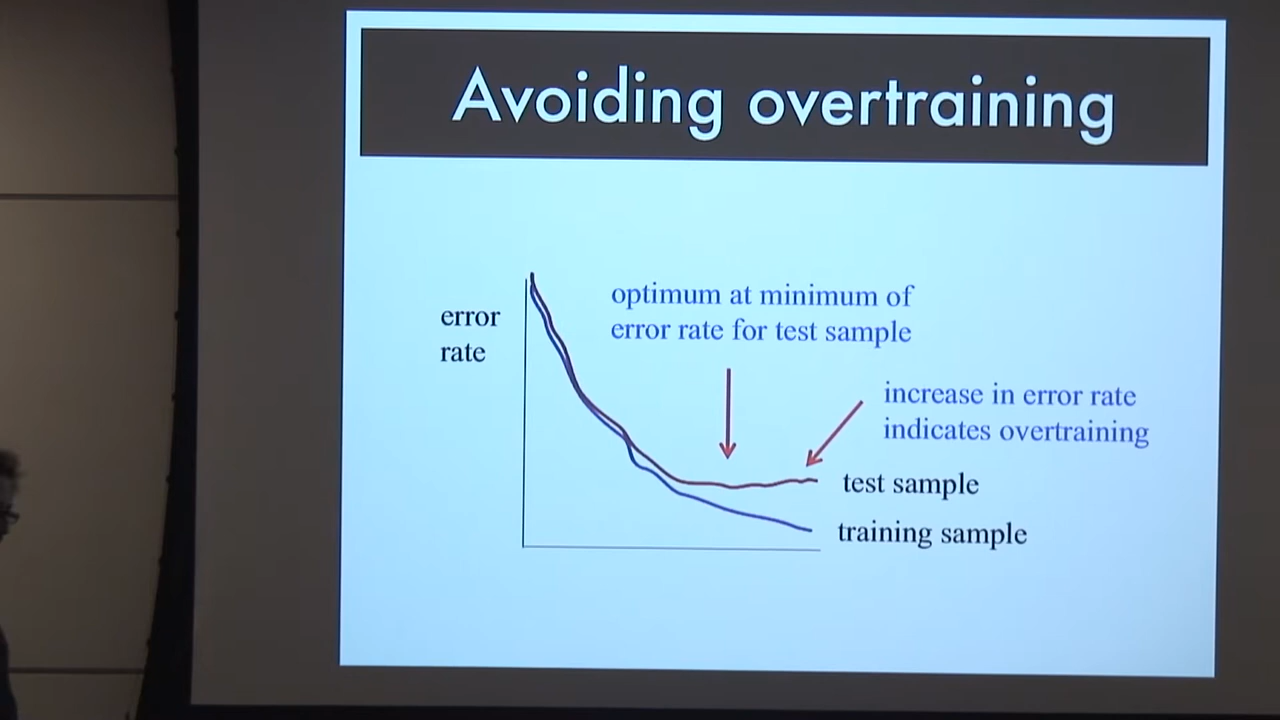 Avoiding overtraining
error
rate
optimum at minimum of
error rate for test sample
increase in error rate
indicates overtraining
test sample
training sample